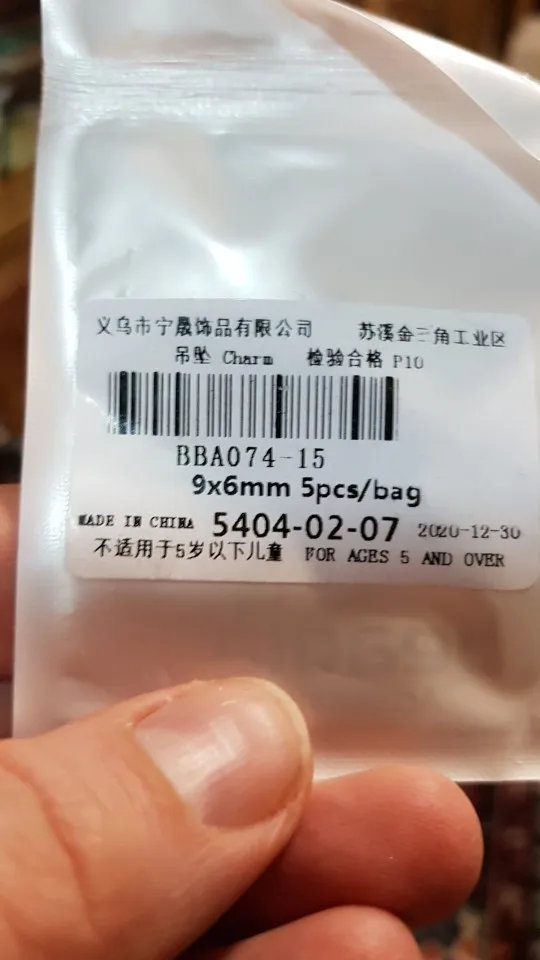 义乌市宁晟饰品有限公司 苏溪金三角工业区
吊坠 Charm 检验合格 P10
BBA074-15
9x6mm 5pcs/bag
MADE IN CHINA 5404-02-07 2020-12-30
不适用于5岁以下儿童 FOR AGES 5 AND OVER